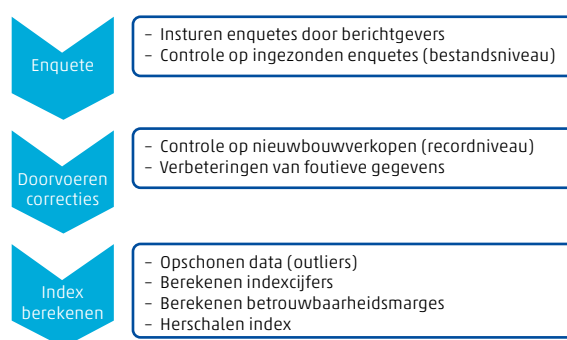 Enquete
– Insturen enquetes door berichtgevers
– Controle op ingezonden enquetes (bestandsniveau)
Doorvoeren
correcties
– Controle op nieuwbouwverkopen (recordniveau)
– Verbeteringen van foutieve gegevens
Index
berekenen
– Opschonen data (outliers)
– Berekenen indexcijfers
– Berekenen betrouwbaarheidsmarges
– Herschalen index